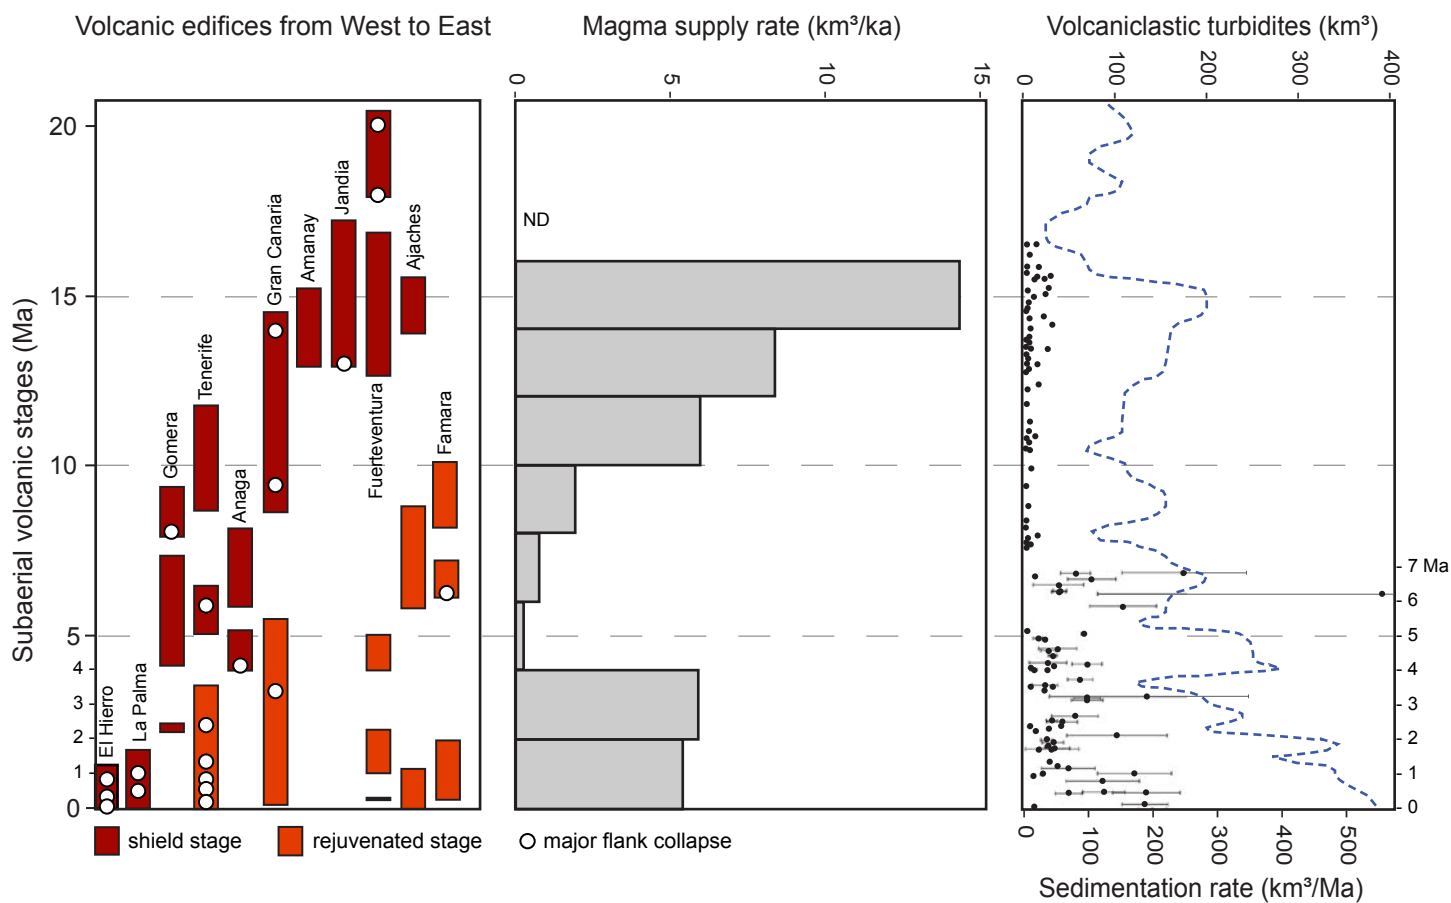 Volcanic edifices from West to East
Magma supply rate (km³/ka)
Volcaniclastic turbidites (km³)
0
5
10
15
0
100
200
300
400
Subaerial volcanic stages (Ma)
20
15
10
5
4
3
2
1
0
El Hierro
La Palma
Gomera
Tenerife
Anaga
Gran Canaria
Amanay
Jandia
Fuerteventura
Ajaches
Famara
ND
7 Ma
6
5
4
3
2
1
0
0
100
200
300
400
500
Sedimentation rate (km³/Ma)
shield stage
rejuvenated stage
major flank collapse